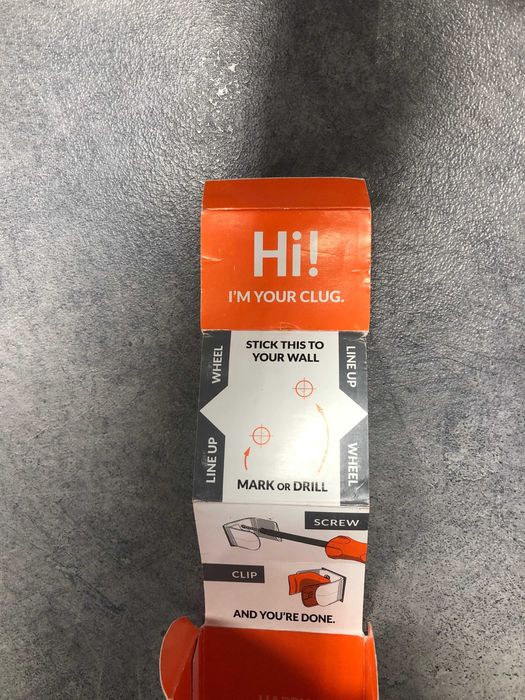 Hi!
I'M YOUR CLUG.
STICK THIS TO
YOUR WALL
WHEEL
LINE UP
LINE UP
WHEEL
MARK OR DRILL
SCREW
CLIP
AND YOU'RE DONE.